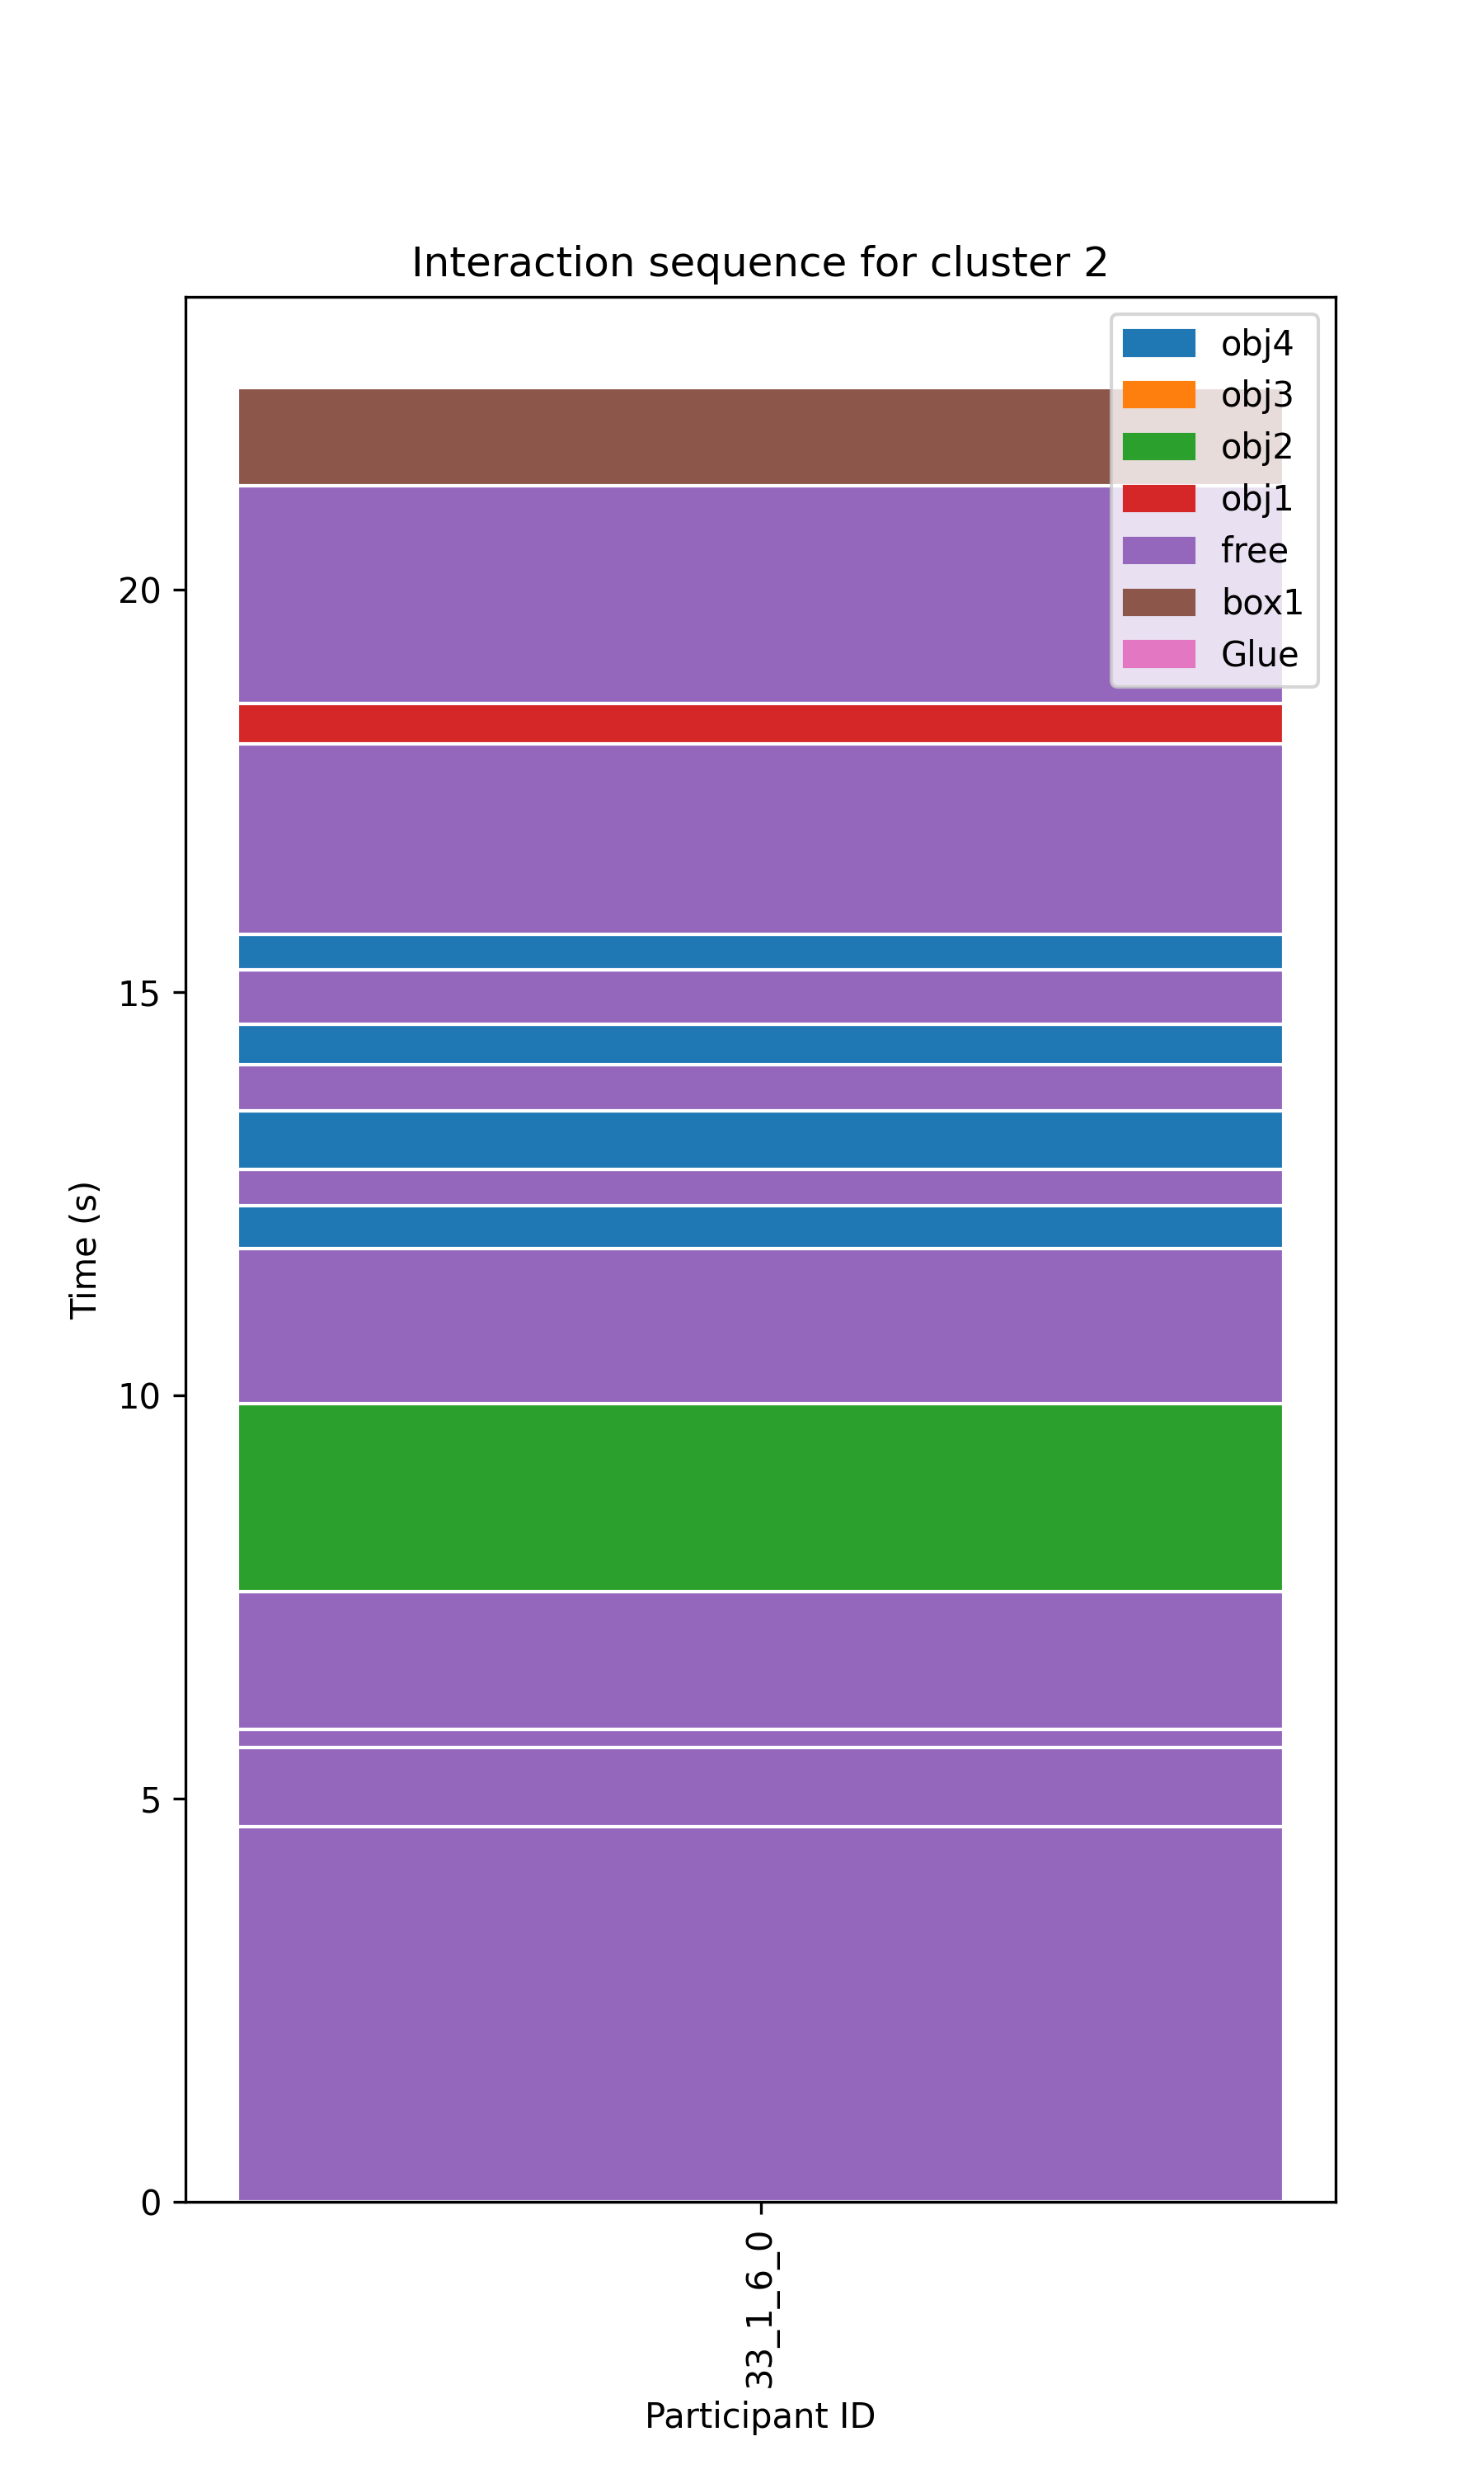 Interaction sequence for cluster 2
obj4
obj3
obj2
obj1
free
box1
Glue
20
15
10
5
0
Time (s)
33_1_6_0
Participant ID